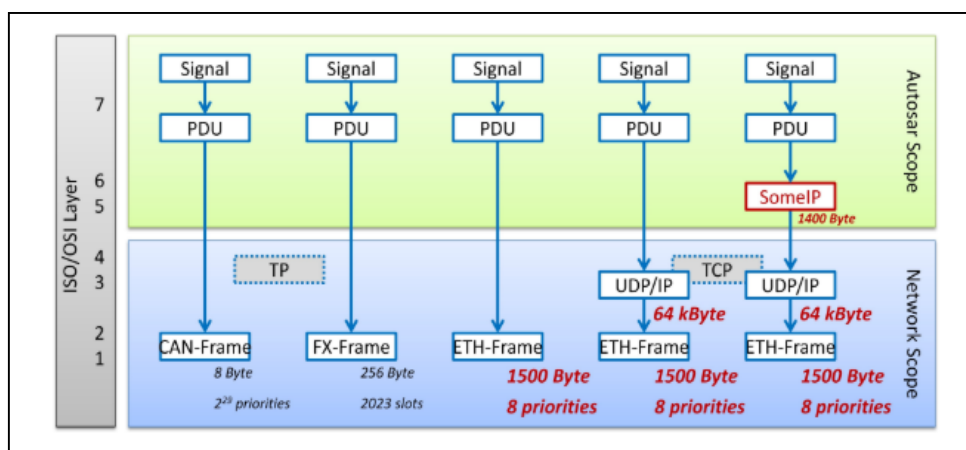 Signal Signal Signal Signal Signal
7
PDU PDU PDU PDU PDU
6
5
SomeIP
1400 Byte
Autosar Scope
ISO/OSI Layer
4
3
TP TCP
UDP/IP UDP/IP
64 kByte 64 kByte
2
1
CAN-Frame FX-Frame ETH-Frame ETH-Frame ETH-Frame
8 Byte 256 Byte 1500 Byte 1500 Byte 1500 Byte
2²⁹ priorities 2023 slots 8 priorities 8 priorities 8 priorities
Network Scope